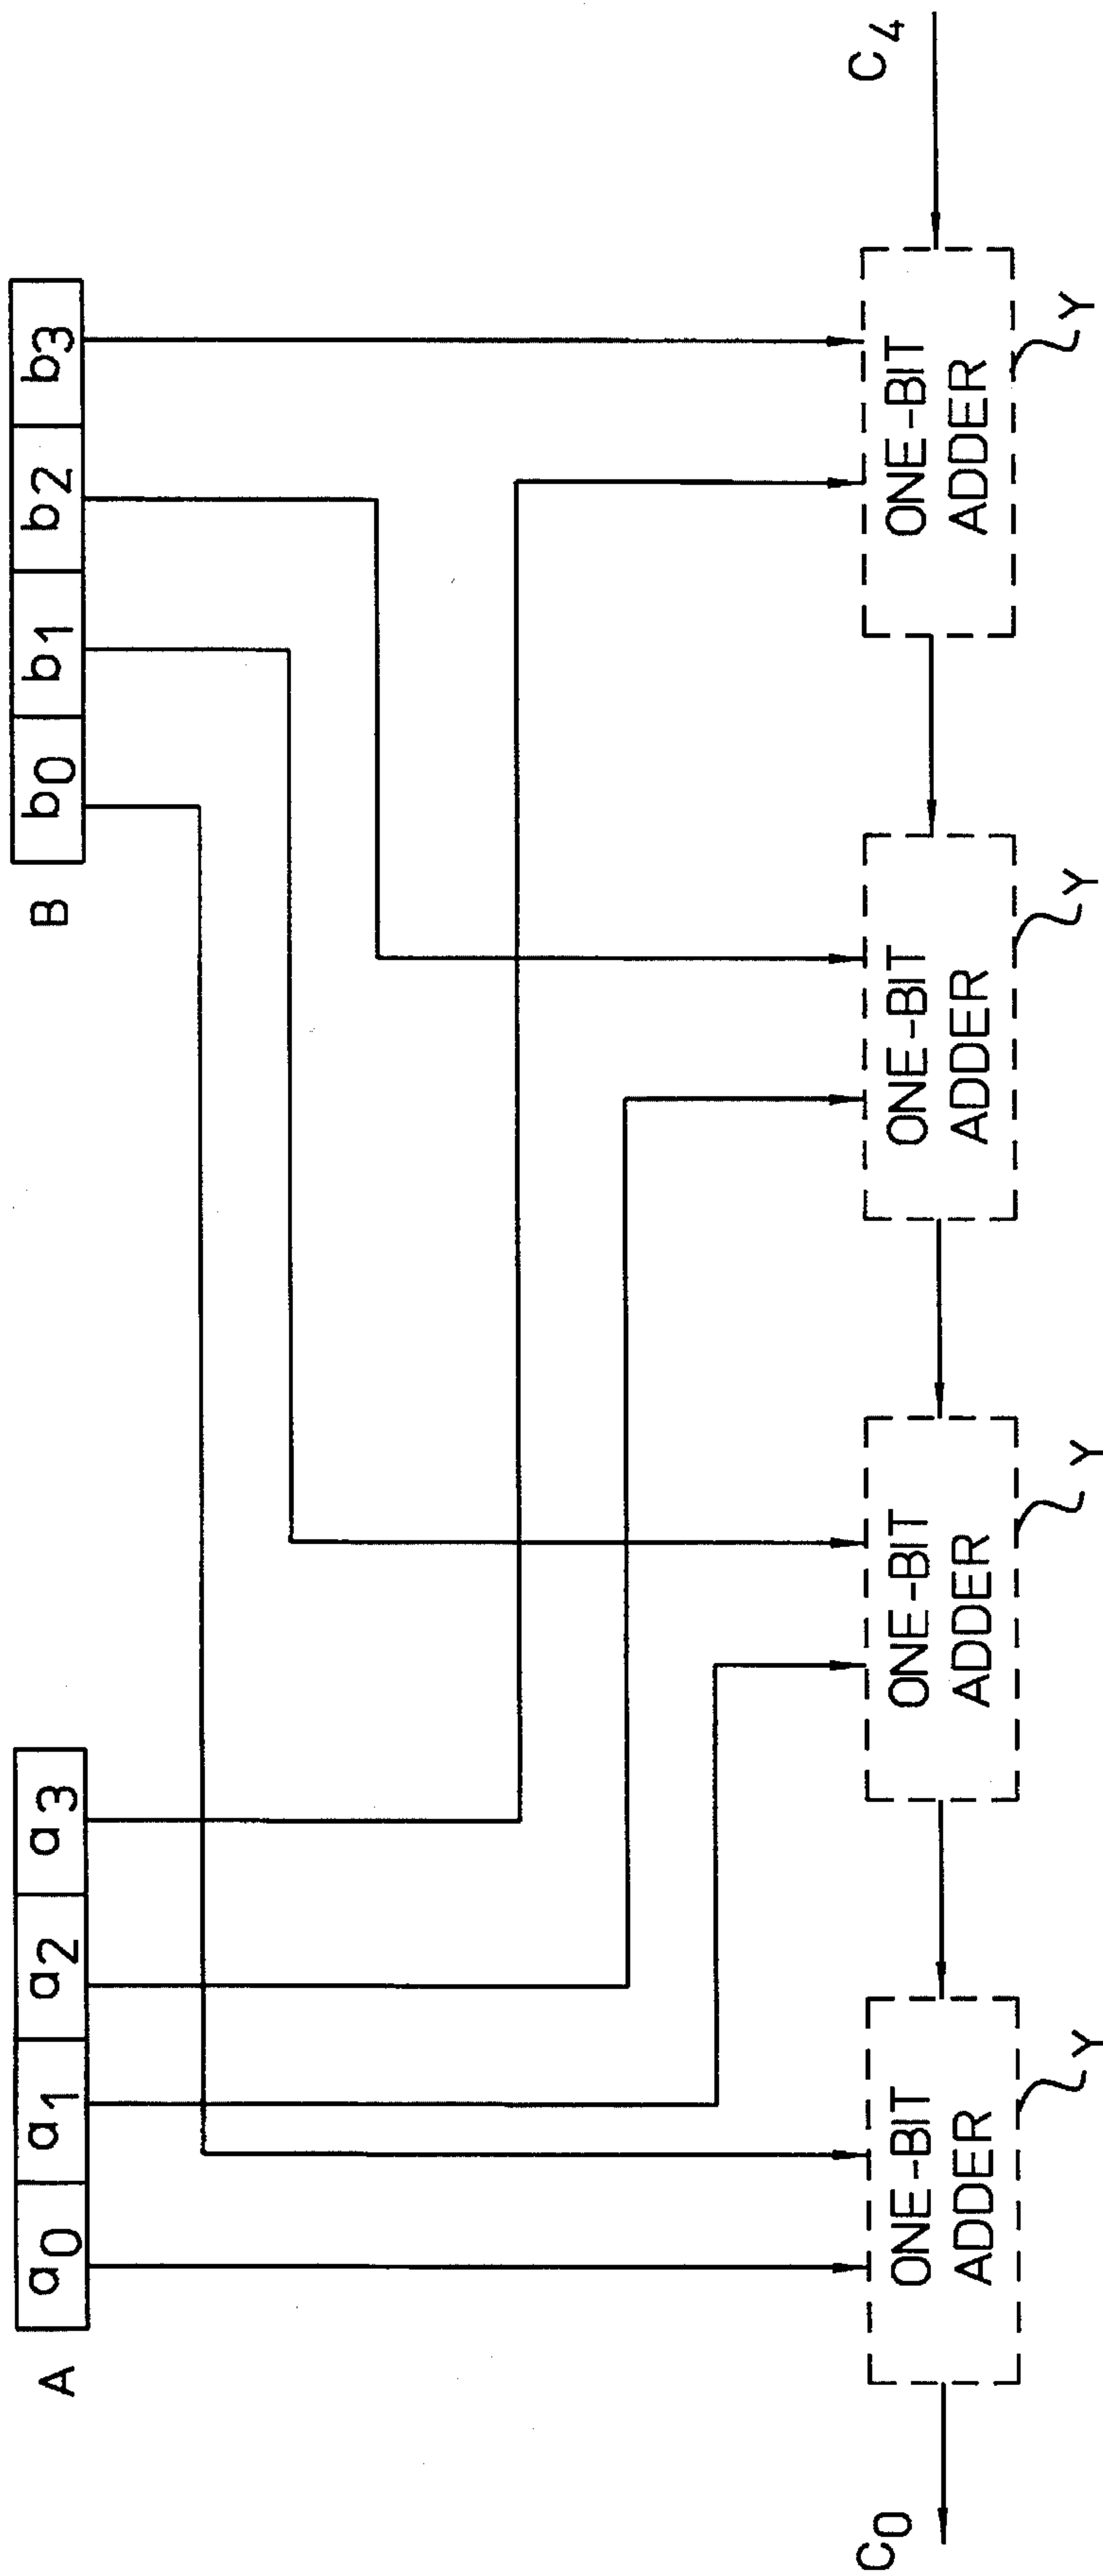 A
a0 a1 a2 a3
B
b0 b1 b2 b3
C0
ONE-BIT
ADDER
Y
ONE-BIT
ADDER
Y
ONE-BIT
ADDER
Y
ONE-BIT
ADDER
Y
C4